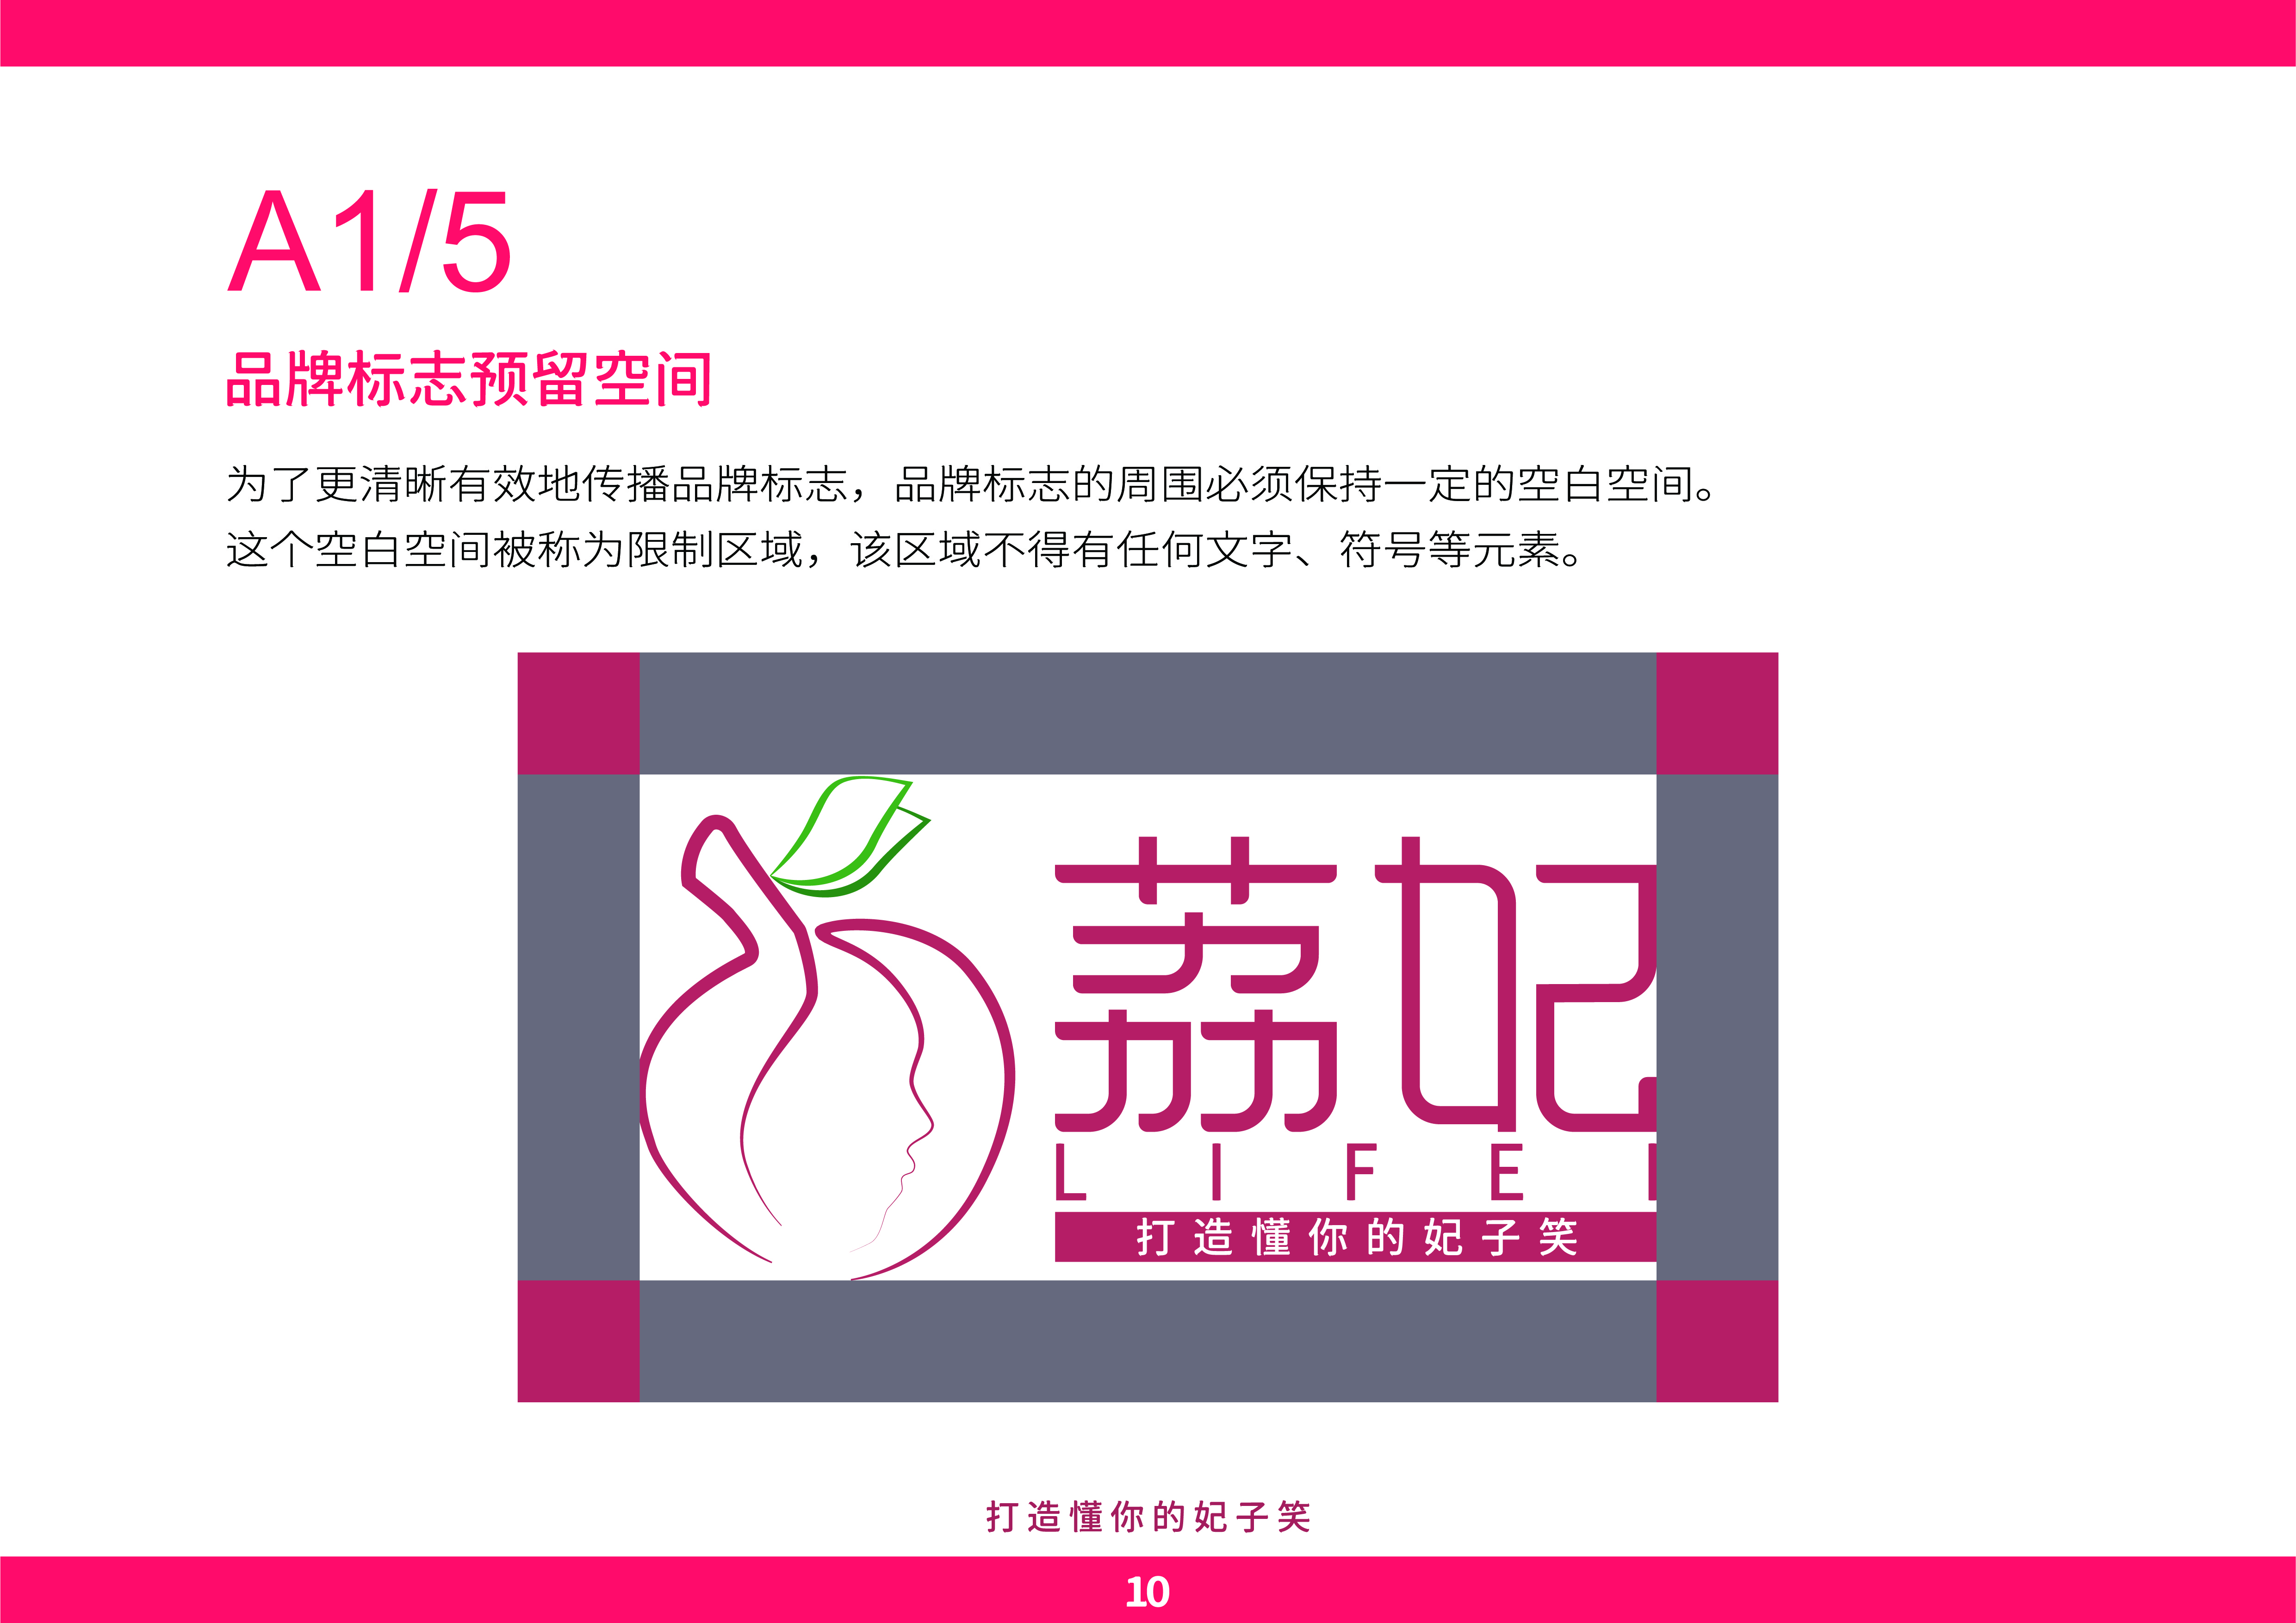 A1/5
品牌标志预留空间
为了更清晰有效地传播品牌标志，品牌标志的周围必须保持一定的空白空间。
这个空白空间被称为限制区域，该区域不得有任何文字、符号等元素。
荔妃
LIFEI
打造懂你的妃子笑
打造懂你的妃子笑
10